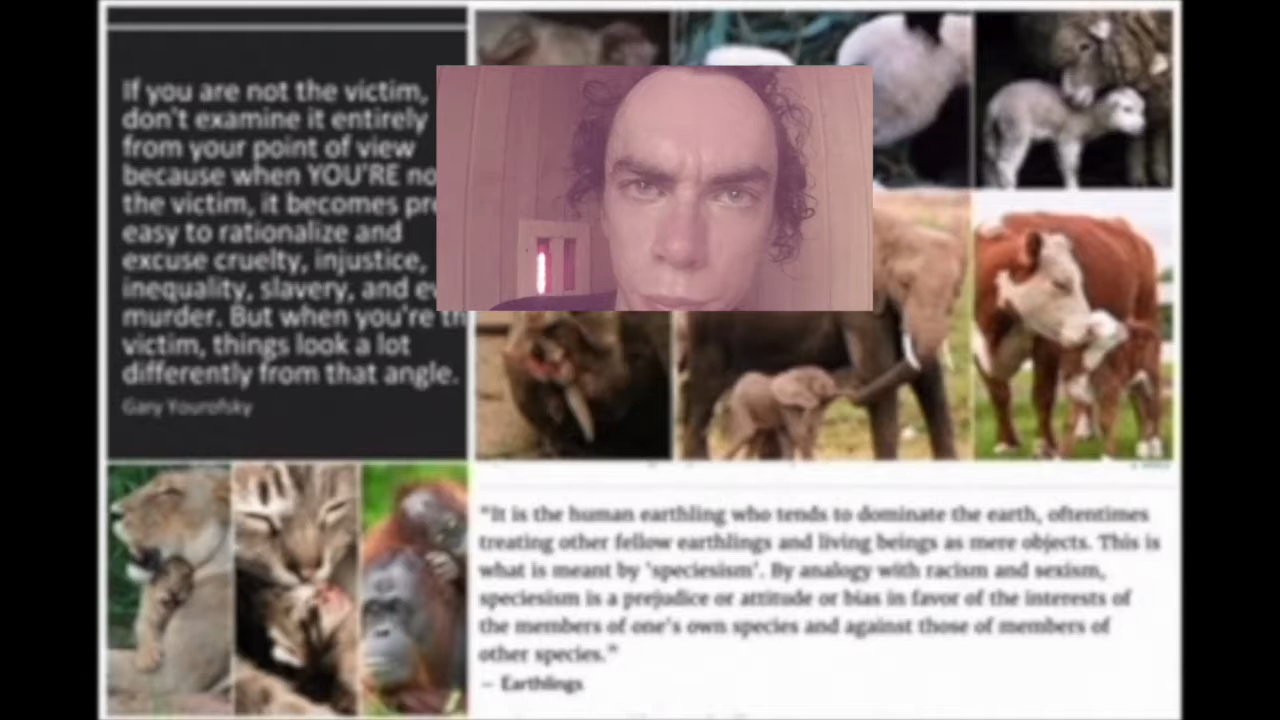 If you are not the victim,
don't examine it entirely
from your point of view
because when YOU'RE
the victim, it becomes
easy to rationalize and
excuse cruelty, injustice,
inequality, slavery, and
murder. But when you're
victim, things look a lot
differently from that angle.
Gary Yourofsky
"It is the human earthling who tends to dominate the earth, oftentimes
treating other fellow earthlings and living beings as mere objects. This is
what is meant by 'speciesism'. By analogy with racism and sexism,
speciesism is a prejudice or attitude or bias in favor of the interests of
the members of one's own species and against those of members of
other species."
— Earthlings